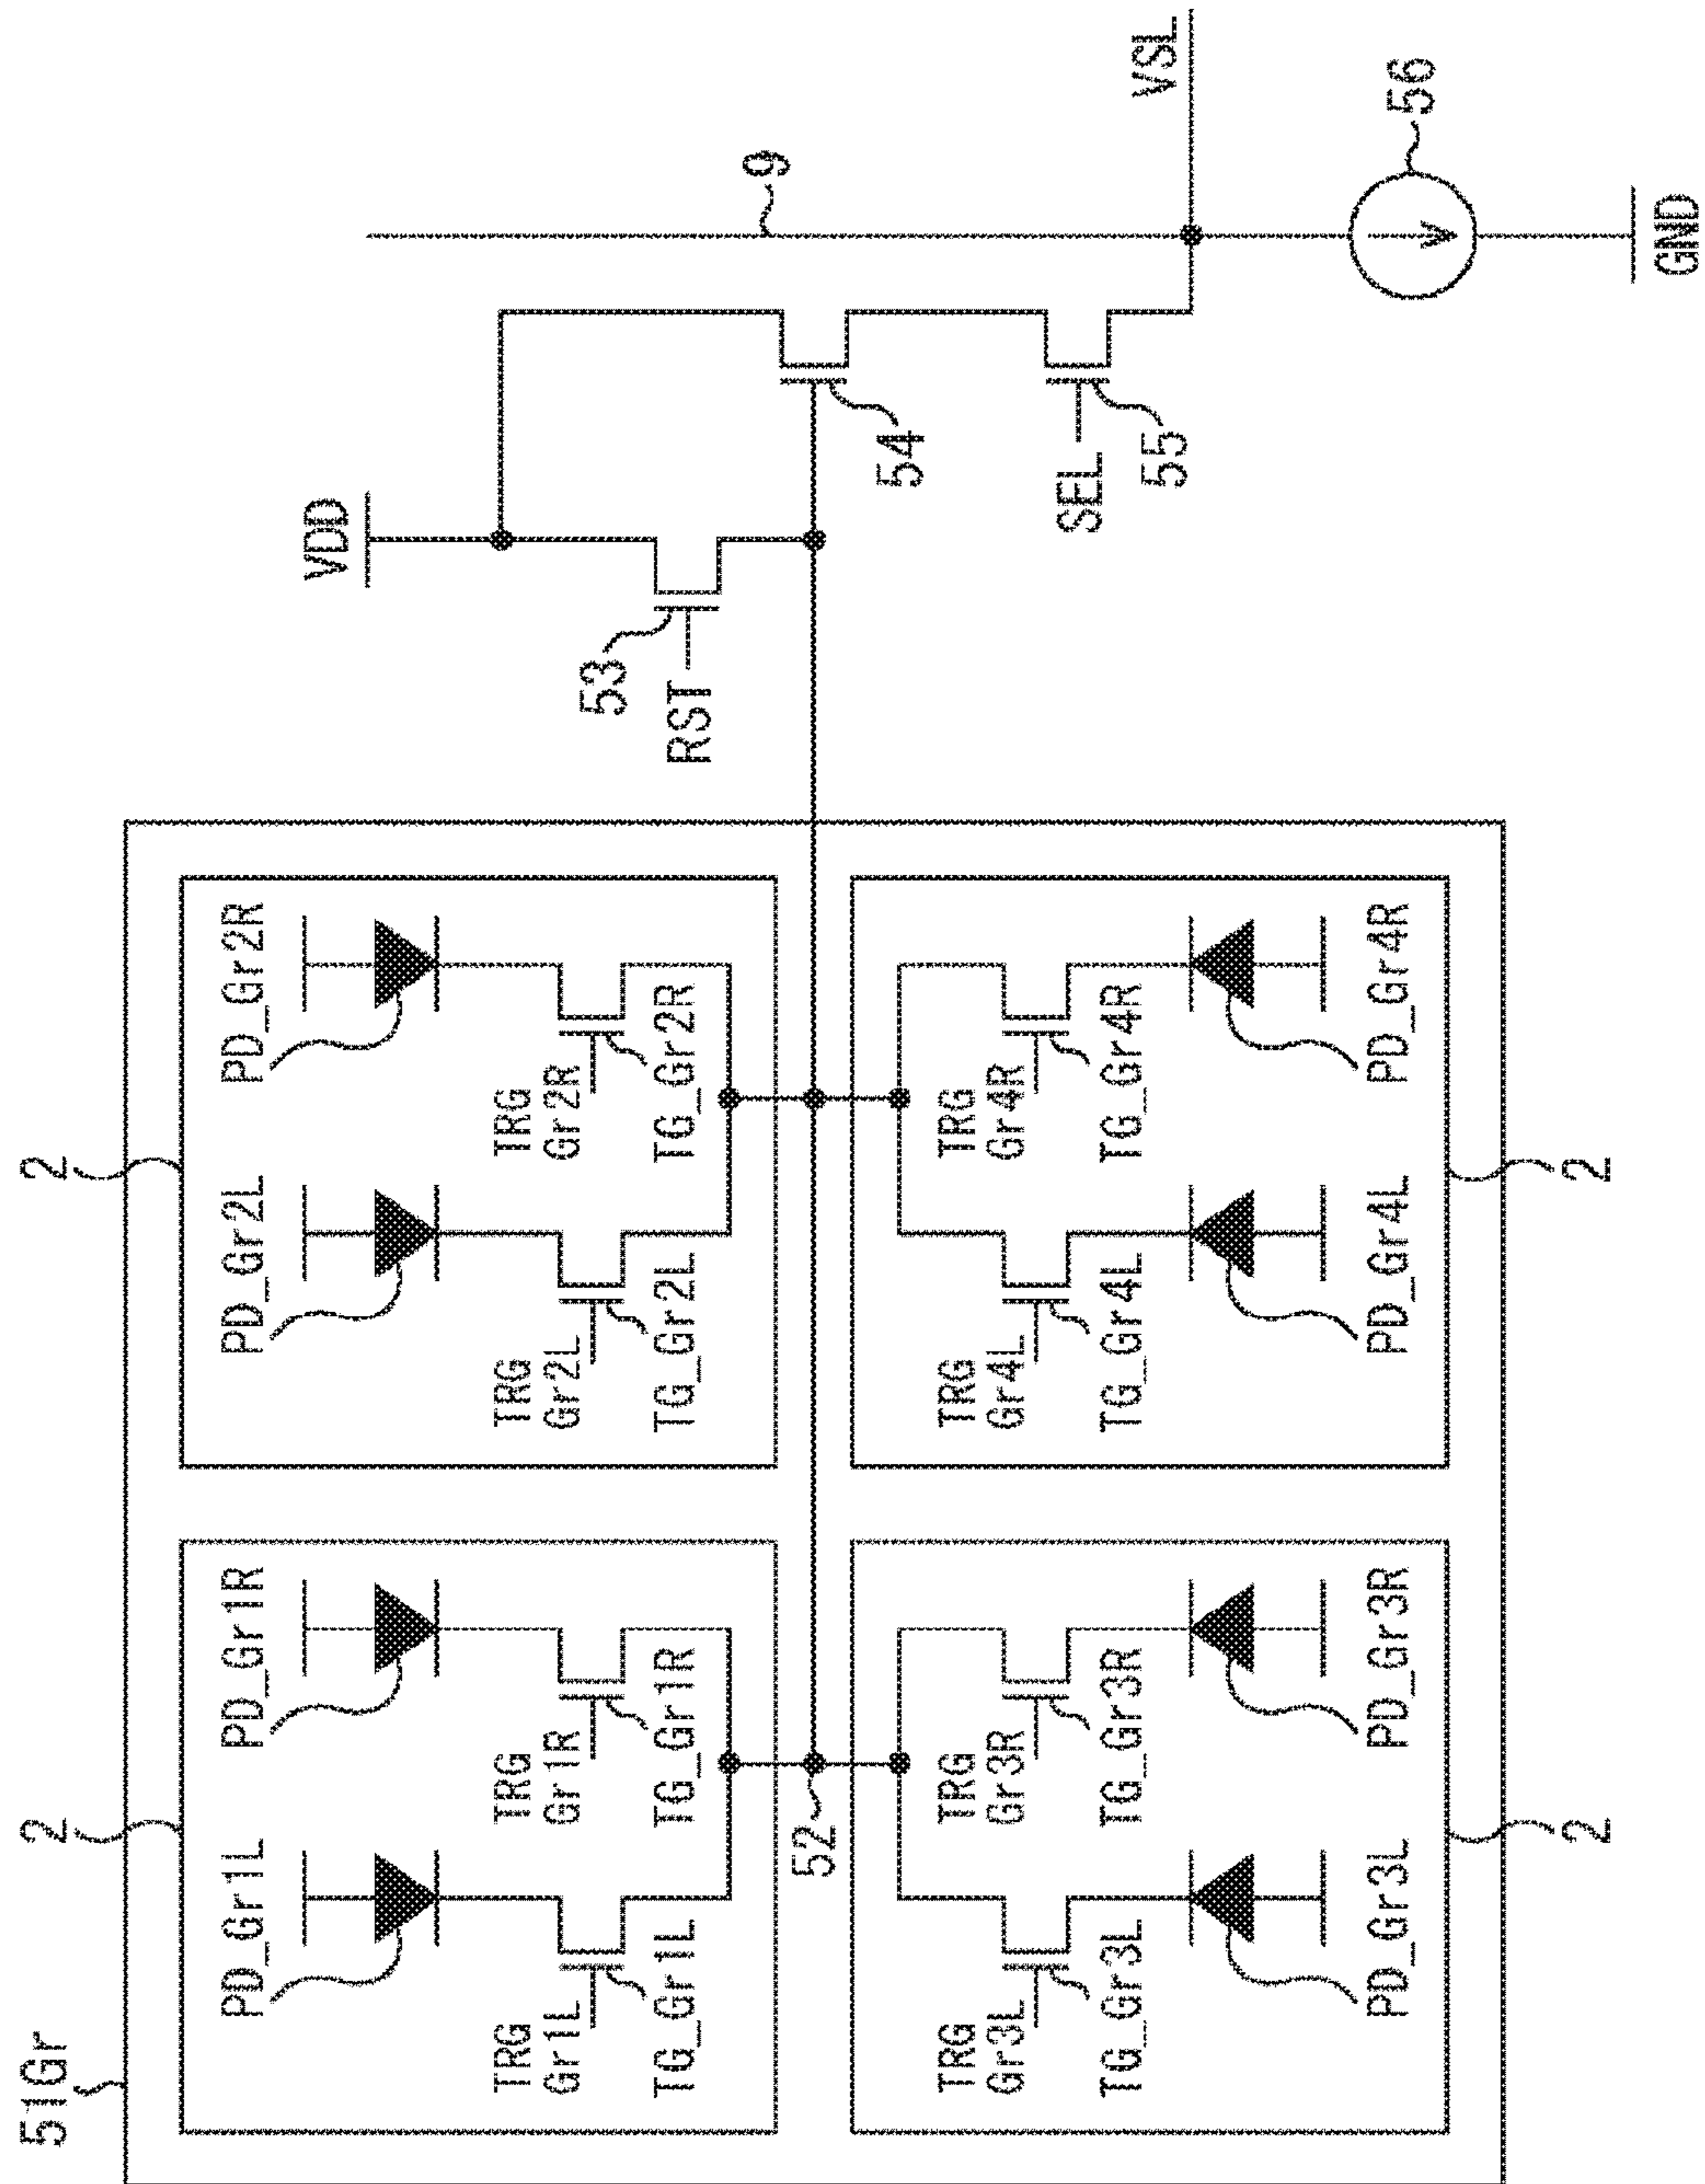 51Gr
2
2
PD_Gr1L
PD_Gr1R
PD_Gr2L
PD_Gr2R
TRG
Gr1L
TRG
Gr1R
TRG
Gr2L
TRG
Gr2R
TG_Gr1L
TG_Gr1R
TG_Gr2L
TG_Gr2R
52
TRG
Gr3L
TRG
Gr3R
TRG
Gr4L
TRG
Gr4R
TG_Gr3L
TG_Gr3R
TG_Gr4L
TG_Gr4R
PD_Gr3L
PD_Gr3R
PD_Gr4L
PD_Gr4R
2
2
VDD
53
RST
9
54
SEL
55
VSL
56
GND